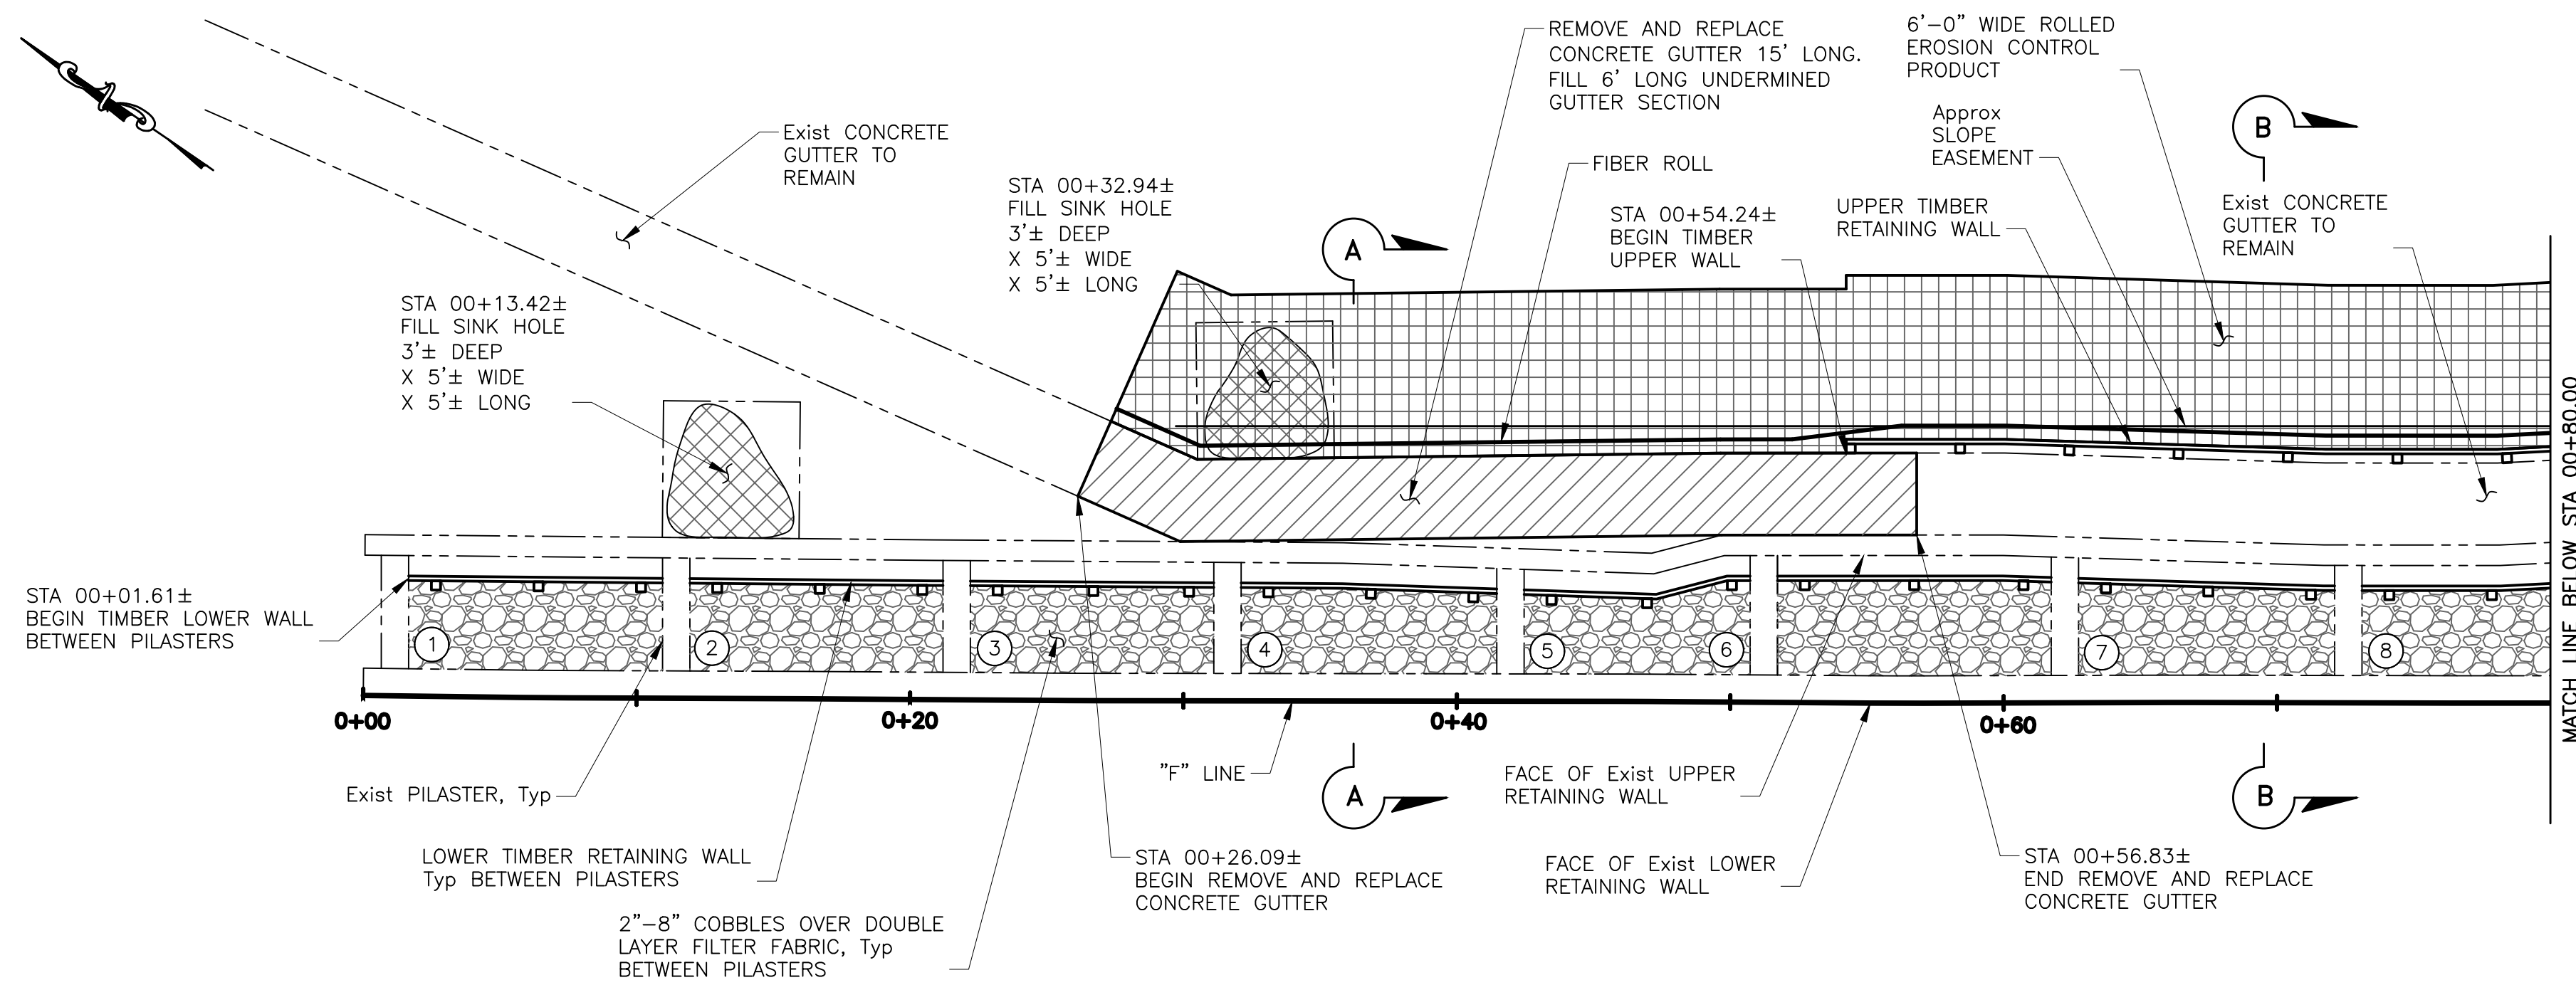 REMOVE AND REPLACE
CONCRETE GUTTER 15' LONG.
FILL 6' LONG UNDERMINED
GUTTER SECTION
6'-0" WIDE ROLLED
EROSION CONTROL
PRODUCT
Approx
SLOPE
EASEMENT
B
Exist CONCRETE
GUTTER TO
REMAIN
FIBER ROLL
STA 00+32.94±
FILL SINK HOLE
3'± DEEP
X 5'± WIDE
X 5'± LONG
A
STA 00+54.24±
BEGIN TIMBER
UPPER WALL
UPPER TIMBER
RETAINING WALL
Exist CONCRETE
GUTTER TO
REMAIN
STA 00+13.42±
FILL SINK HOLE
3'± DEEP
X 5'± WIDE
X 5'± LONG
STA 00+01.61±
BEGIN TIMBER LOWER WALL
BETWEEN PILASTERS
1
2
3
4
5
6
7
8
MATCH LINE BELOW STA 00+80.00
0+00
0+20
0+40
0+60
Exist PILASTER, Typ
"F" LINE
A
FACE OF Exist UPPER
RETAINING WALL
B
LOWER TIMBER RETAINING WALL
Typ BETWEEN PILASTERS
STA 00+26.09±
BEGIN REMOVE AND REPLACE
CONCRETE GUTTER
FACE OF Exist LOWER
RETAINING WALL
STA 00+56.83±
END REMOVE AND REPLACE
CONCRETE GUTTER
2"-8" COBBLES OVER DOUBLE
LAYER FILTER FABRIC, Typ
BETWEEN PILASTERS